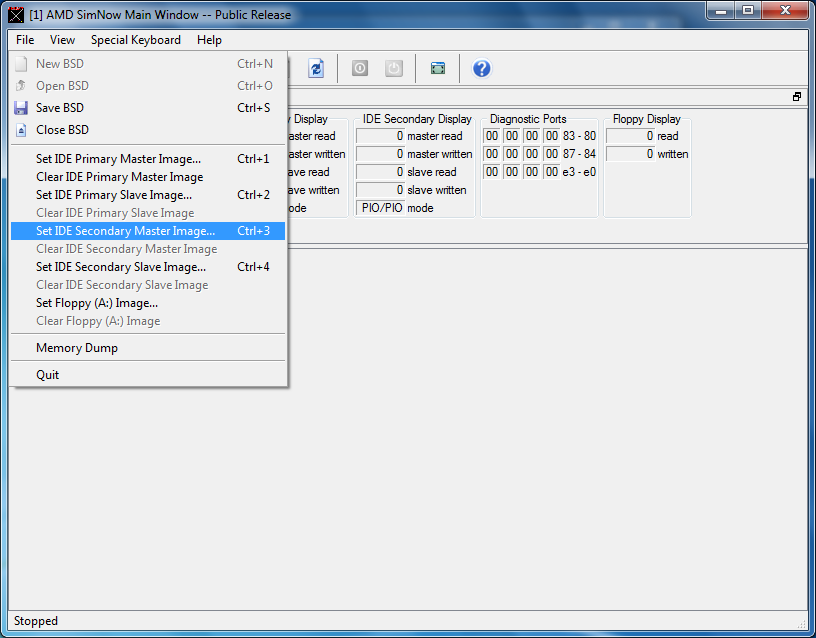 [1] AMD SimNow Main Window -- Public Release
File View Special Keyboard Help
New BSD Ctrl+N
Open BSD Ctrl+O
Save BSD Ctrl+S
Close BSD
Set IDE Primary Master Image... Ctrl+1
Clear IDE Primary Master Image
Set IDE Primary Slave Image... Ctrl+2
Clear IDE Primary Slave Image
Set IDE Secondary Master Image... Ctrl+3
Clear IDE Secondary Master Image
Set IDE Secondary Slave Image... Ctrl+4
Clear IDE Secondary Slave Image
Set Floppy (A:) Image...
Clear Floppy (A:) Image
Memory Dump
Quit
y Display
aster read
aster written
ave read
ave written
ode
IDE Secondary Display
0 master read
0 master written
0 slave read
0 slave written
PIO/PIO mode
Diagnostic Ports
00 00 00 00 83 - 80
00 00 00 00 87 - 84
00 00 00 00 e3 - e0
Floppy Display
0 read
0 written
Stopped